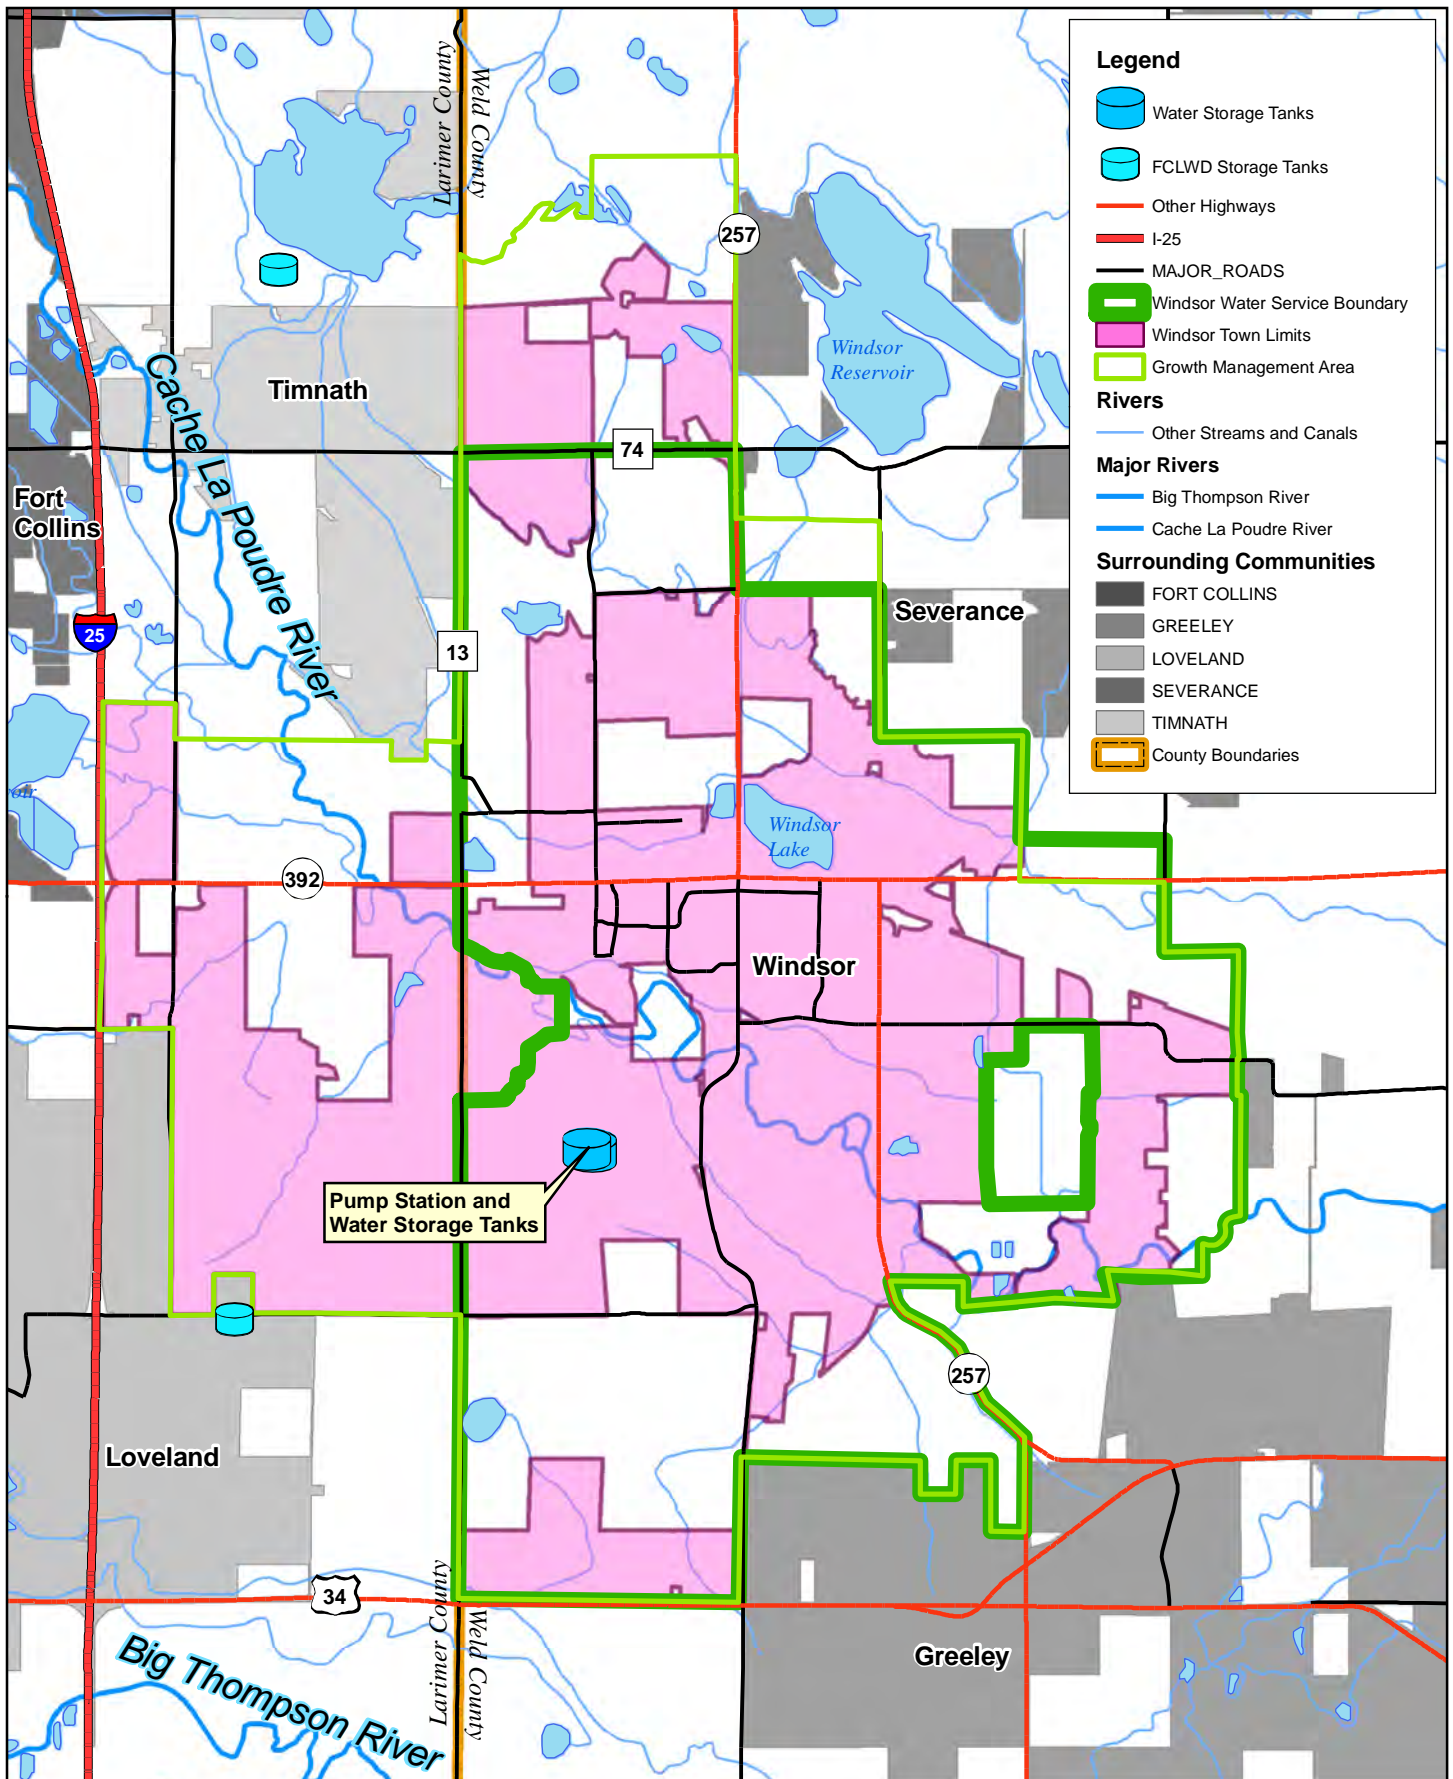 Larimer County
Weld County
257
Windsor
Reservoir
Timnath
Cache La Poudre River
74
Fort
Collins
25
13
Severance
oir
Windsor
Lake
392
Windsor
Pump Station and
Water Storage Tanks
257
Loveland
34
Larimer County
Weld County
Greeley
Big Thompson River
Legend
Water Storage Tanks
FCLWD Storage Tanks
Other Highways
I-25
MAJOR_ROADS
Windsor Water Service Boundary
Windsor Town Limits
Growth Management Area
Rivers
Other Streams and Canals
Major Rivers
Big Thompson River
Cache La Poudre River
Surrounding Communities
FORT COLLINS
GREELEY
LOVELAND
SEVERANCE
TIMNATH
County Boundaries